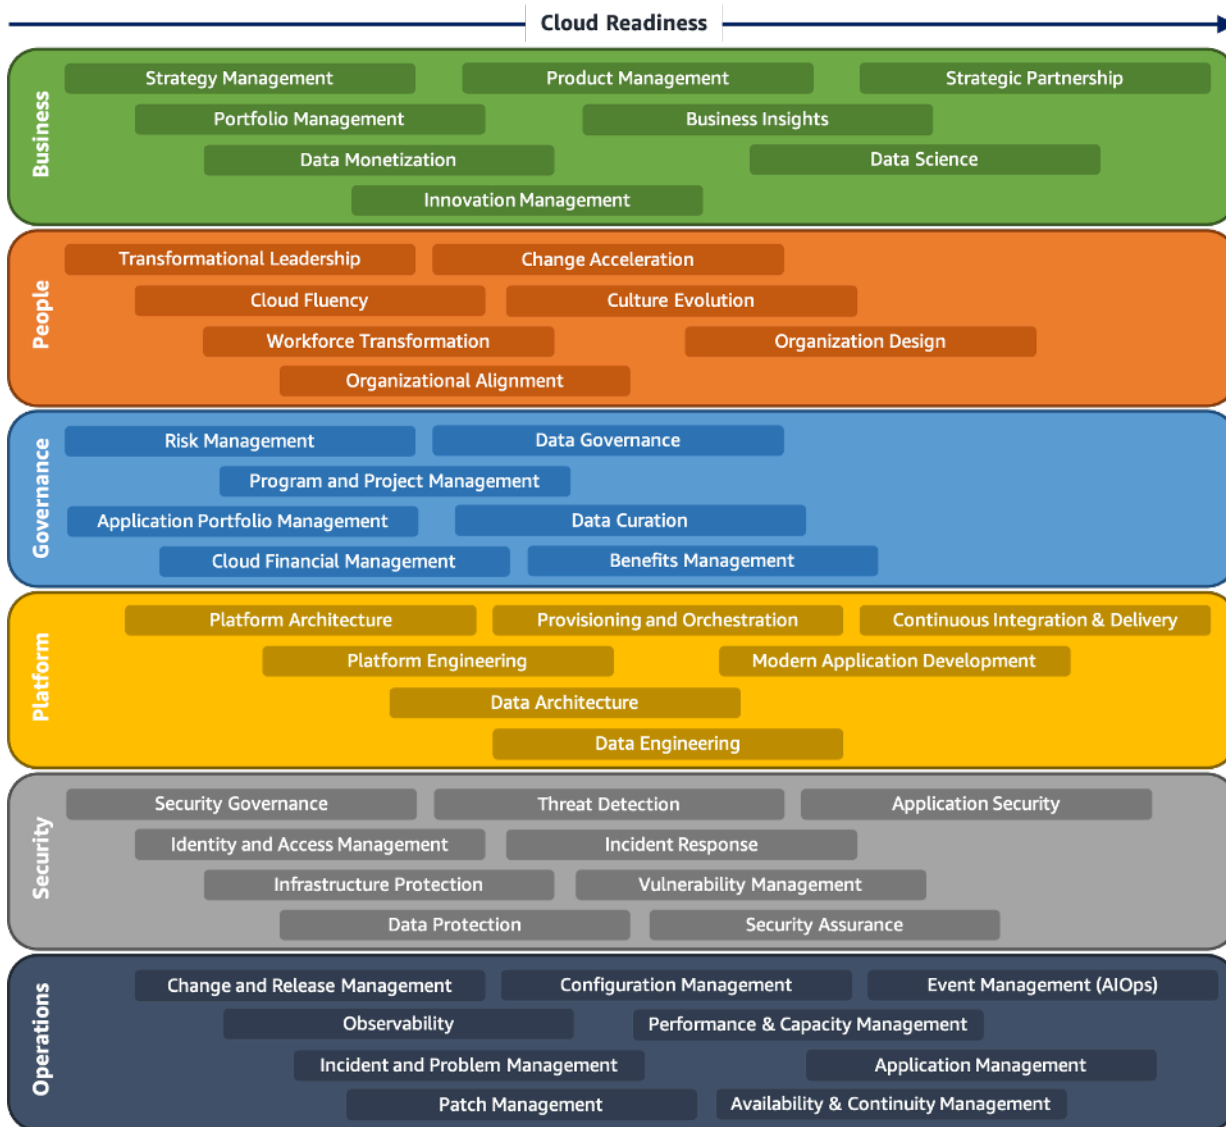 Cloud Readiness
Business
Strategy Management
Product Management
Strategic Partnership
Portfolio Management
Business Insights
Data Monetization
Data Science
Innovation Management
People
Transformational Leadership
Change Acceleration
Cloud Fluency
Culture Evolution
Workforce Transformation
Organization Design
Organizational Alignment
Governance
Risk Management
Data Governance
Program and Project Management
Application Portfolio Management
Data Curation
Cloud Financial Management
Benefits Management
Platform
Platform Architecture
Provisioning and Orchestration
Continuous Integration & Delivery
Platform Engineering
Modern Application Development
Data Architecture
Data Engineering
Security
Security Governance
Threat Detection
Application Security
Identity and Access Management
Incident Response
Infrastructure Protection
Vulnerability Management
Data Protection
Security Assurance
Operations
Change and Release Management
Configuration Management
Event Management (AIOps)
Observability
Performance & Capacity Management
Incident and Problem Management
Application Management
Patch Management
Availability & Continuity Management